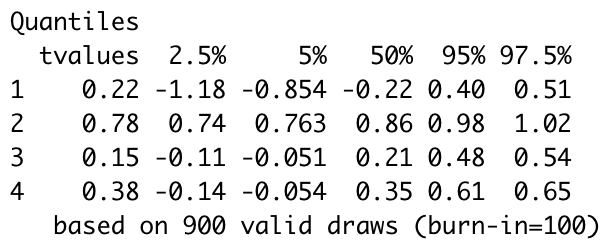 Quantiles
tvalues 2.5% 5% 50% 95% 97.5%
1 0.22 -1.18 -0.854 -0.22 0.40 0.51
2 0.78 0.74 0.763 0.86 0.98 1.02
3 0.15 -0.11 -0.051 0.21 0.48 0.54
4 0.38 -0.14 -0.054 0.35 0.61 0.65
based on 900 valid draws (burn-in=100)